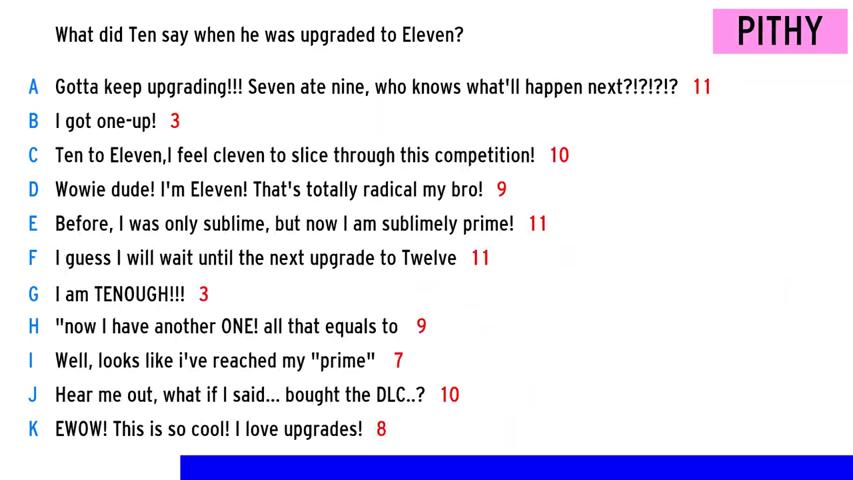 What did Ten say when he was upgraded to Eleven?
PITHY
A Gotta keep upgrading!!! Seven ate nine, who knows what'll happen next?!?!?!? 11
B I got one-up! 3
C Ten to Eleven,I feel cleven to slice through this competition! 10
D Wowie dude! I'm Eleven! That's totally radical my bro! 9
E Before, I was only sublime, but now I am sublimely prime! 11
F I guess I will wait until the next upgrade to Twelve 11
G I am TENOUGH!!! 3
H "now I have another ONE! all that equals to 9
I Well, looks like i've reached my "prime" 7
J Hear me out, what if I said... bought the DLC..? 10
K EWOW! This is so cool! I love upgrades! 8